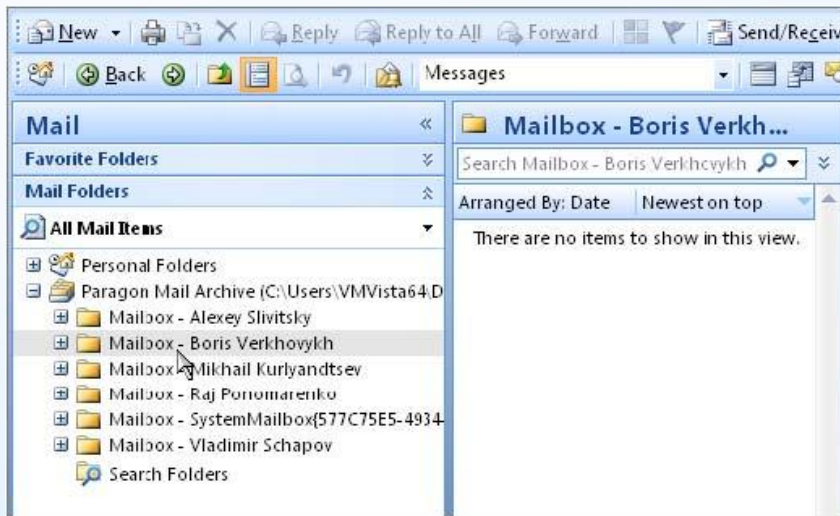 New Reply Reply to All Forward Send/Receiv
Back Messages
Mail
Favorite Folders
Mail Folders
All Mail Items
Personal Folders
Paragon Mail Archive (C:\Users\VMVista64\D
Mailbox - Alexey Slivitsky
Mailbox - Boris Verkhovykh
Mailbox - Mikhail Kurlyandtsev
Mailbox - Raj Ponomarenko
Mailbox - SystemMailbox{577C75E5-4934-
Mailbox - Vladimir Schapov
Search Folders
Mailbox - Boris Verkh...
Search Mailbox - Boris Verkhovykh
Arranged By: Date Newest on top
There are no items to show in this view.